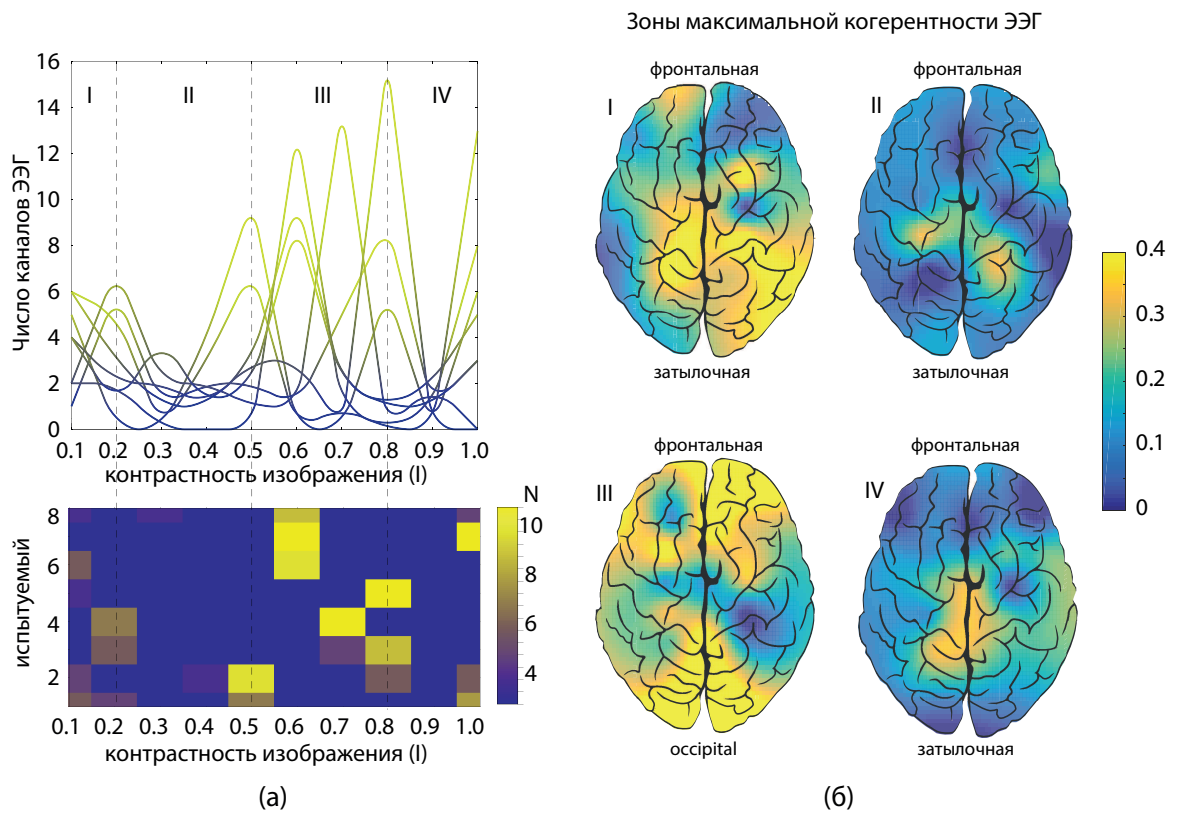 Зоны максимальной когерентности ЭЭГ
Число каналов ЭЭГ
16
14
12
10
8
6
4
2
0
I II III IV
0.1 0.2 0.3 0.4 0.5 0.6 0.7 0.8 0.9 1.0
контрастность изображения (I)
испытуемый
8
6
4
2
N
10
8
6
4
0.1 0.2 0.3 0.4 0.5 0.6 0.7 0.8 0.9 1.0
контрастность изображения (I)
(а)
фронтальная
I
затылочная
фронтальная
II
затылочная
0.4
0.3
0.2
0.1
0
фронтальная
III
occipital
фронтальная
IV
затылочная
(б)